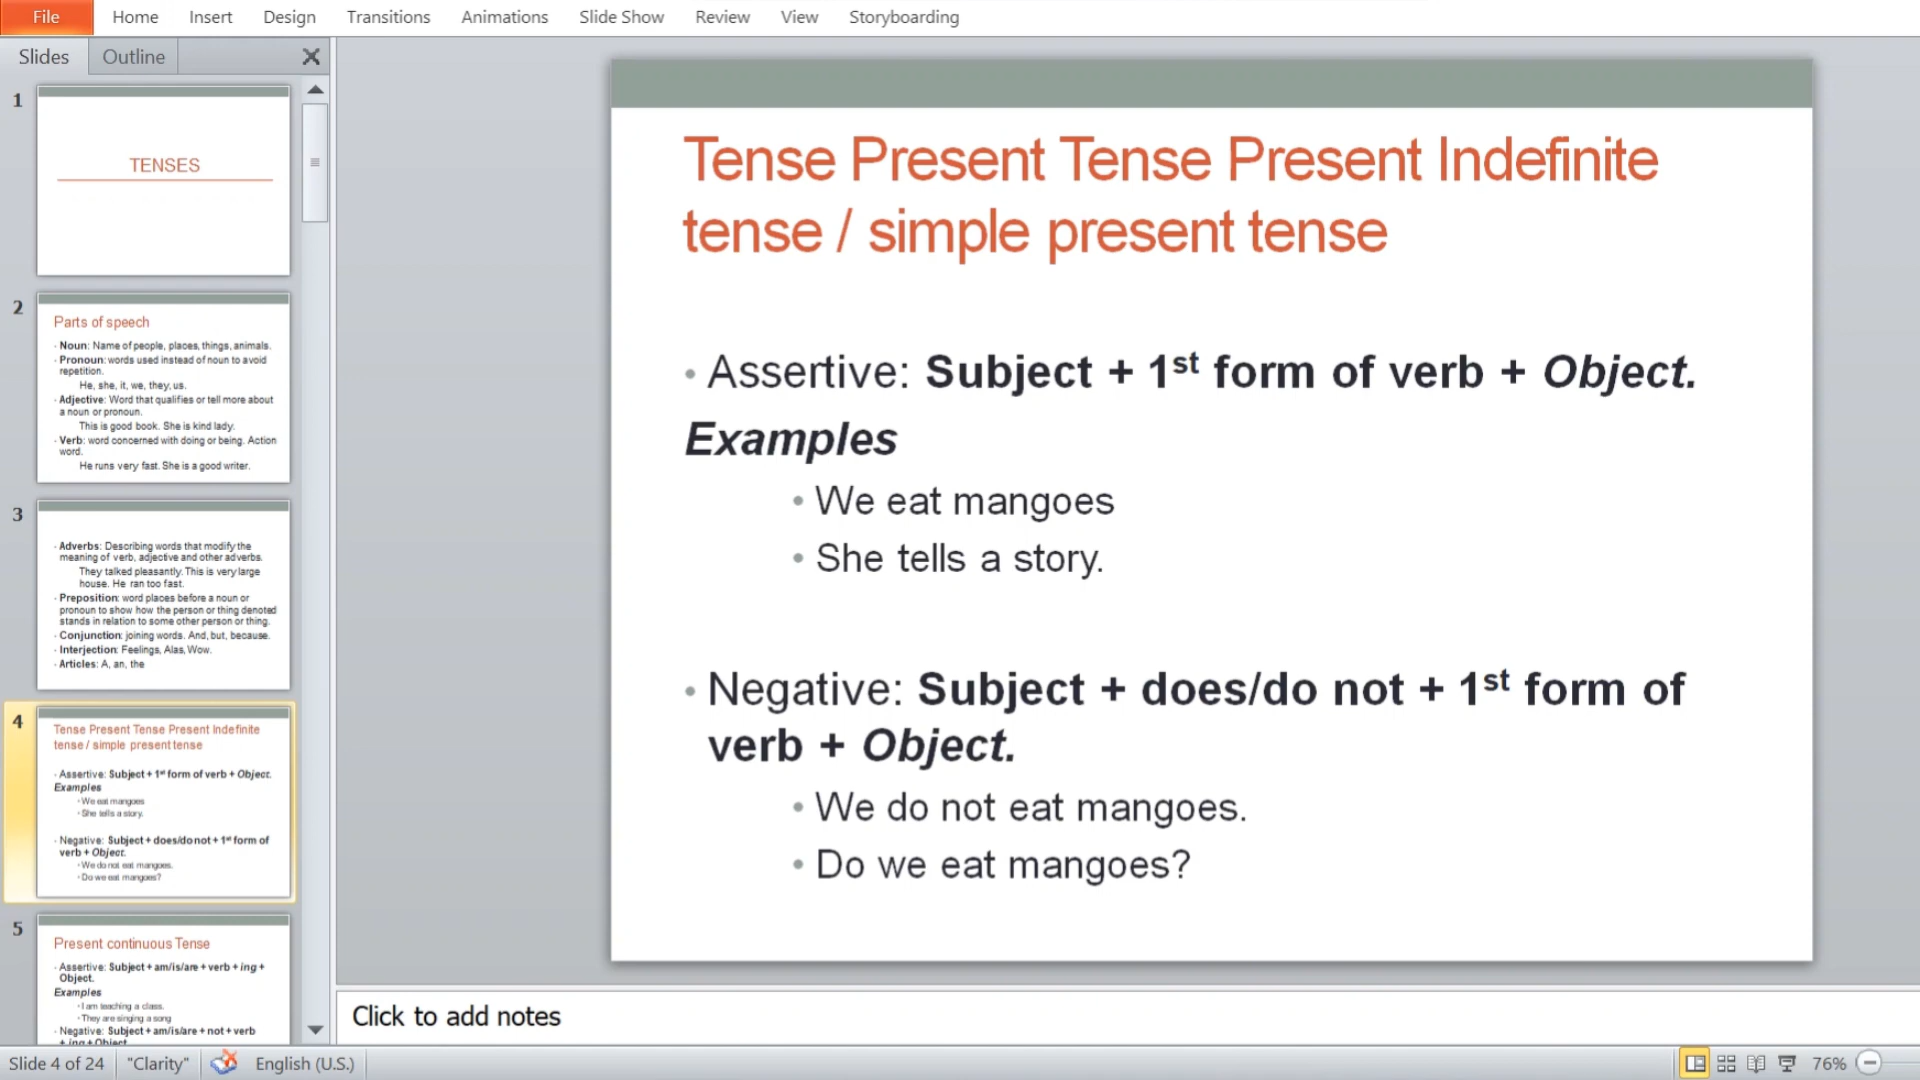 File Home Insert Design Transitions Animations Slide Show Review View Storyboarding
Slides Outline
1
TENSES
2
Parts of speech
Noun: Name of people, places, things, animals.
Pronoun: words used instead of noun to avoid
repetition.
He, she, it, we, they, us.
Adjective: Word that qualifies or tell more about
a noun or pronoun.
This is good book. She is kind lady.
Verb: word concerned with doing or being. Action
word.
He runs very fast. She is a good writer.
3
Adverbs: Describing words that modify the
meaning of verb, adjective and other adverbs.
They talked pleasantly. This is very large
house. He ran too fast.
Preposition: word places before a noun or
pronoun to show how the person or thing denoted
stands in relation to some other person or thing.
Conjunction: joining words. And, but, because.
Interjection: Feelings, Alas, Wow.
Articles: A, an, the
4
Tense Present Tense Present Indefinite
tense / simple present tense
Assertive: Subject + 1st form of verb + Object.
Examples
We eat mangoes
She tells a story.
Negative: Subject + does/do not + 1st form of
verb + Object.
We do not eat mangoes.
Do we eat mangoes?
5
Present continuous Tense
Assertive: Subject + am/is/are + verb + ing +
Object.
Examples
I am teaching a class.
They are singing a song
Negative: Subject + am/is/are + not + verb
+ ing + Object
Tense Present Tense Present Indefinite
tense / simple present tense
• Assertive: Subject + 1st form of verb + Object.
Examples
• We eat mangoes
• She tells a story.
• Negative: Subject + does/do not + 1st form of
verb + Object.
• We do not eat mangoes.
• Do we eat mangoes?
Click to add notes
Slide 4 of 24 "Clarity" English (U.S.) 76%